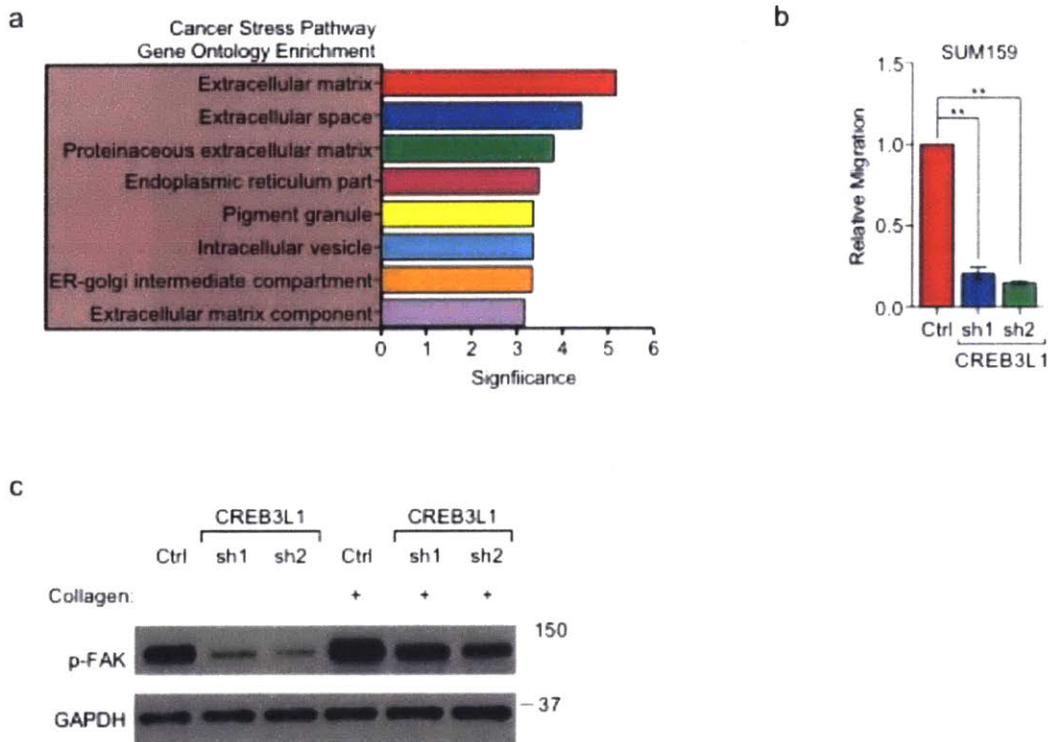 a
Cancer Stress Pathway
Gene Ontology Enrichment
Extracellular matrix
Extracellular space
Proteinaceous extracellular matrix
Endoplasmic reticulum part
Pigment granule
Intracellular vesicle
ER-golgi intermediate compartment
Extracellular matrix component
0 1 2 3 4 5 6
Signfiicance
b
SUM159
Relative Migration
1.5
1.0
0.5
0.0
** **
Ctrl sh1 sh2
CREB3L1
c
CREB3L1 CREB3L1
Ctrl sh1 sh2 Ctrl sh1 sh2
Collagen: + + +
p-FAK 150
GAPDH 37